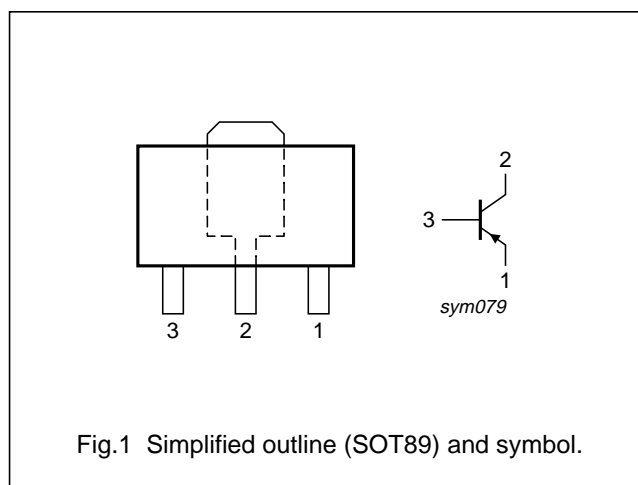 2
3
1
sym079
3 2 1
Fig.1 Simplified outline (SOT89) and symbol.